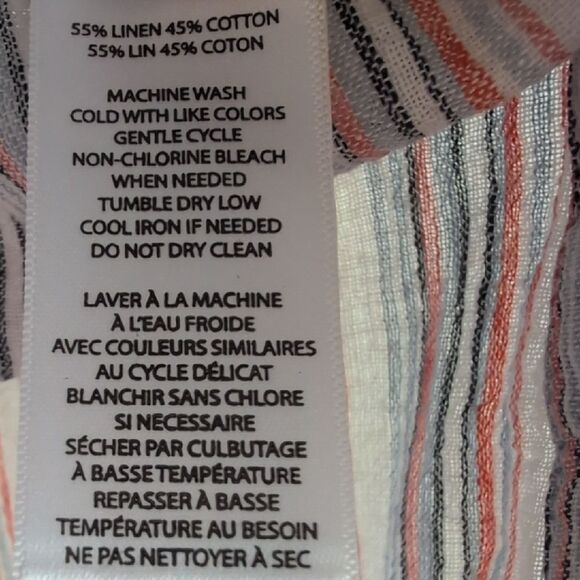 55% LINEN 45% COTTON
55% LIN 45% COTON
MACHINE WASH
COLD WITH LIKE COLORS
GENTLE CYCLE
NON-CHLORINE BLEACH
WHEN NEEDED
TUMBLE DRY LOW
COOL IRON IF NEEDED
DO NOT DRY CLEAN
LAVER À LA MACHINE
À L'EAU FROIDE
AVEC COULEURS SIMILAIRES
AU CYCLE DÉLICAT
BLANCHIR SANS CHLORE
SI NECESSAIRE
SÉCHER PAR CULBUTAGE
À BASSE TEMPÉRATURE
REPASSER À BASSE
TEMPÉRATURE AU BESOIN
NE PAS NETTOYER À SEC